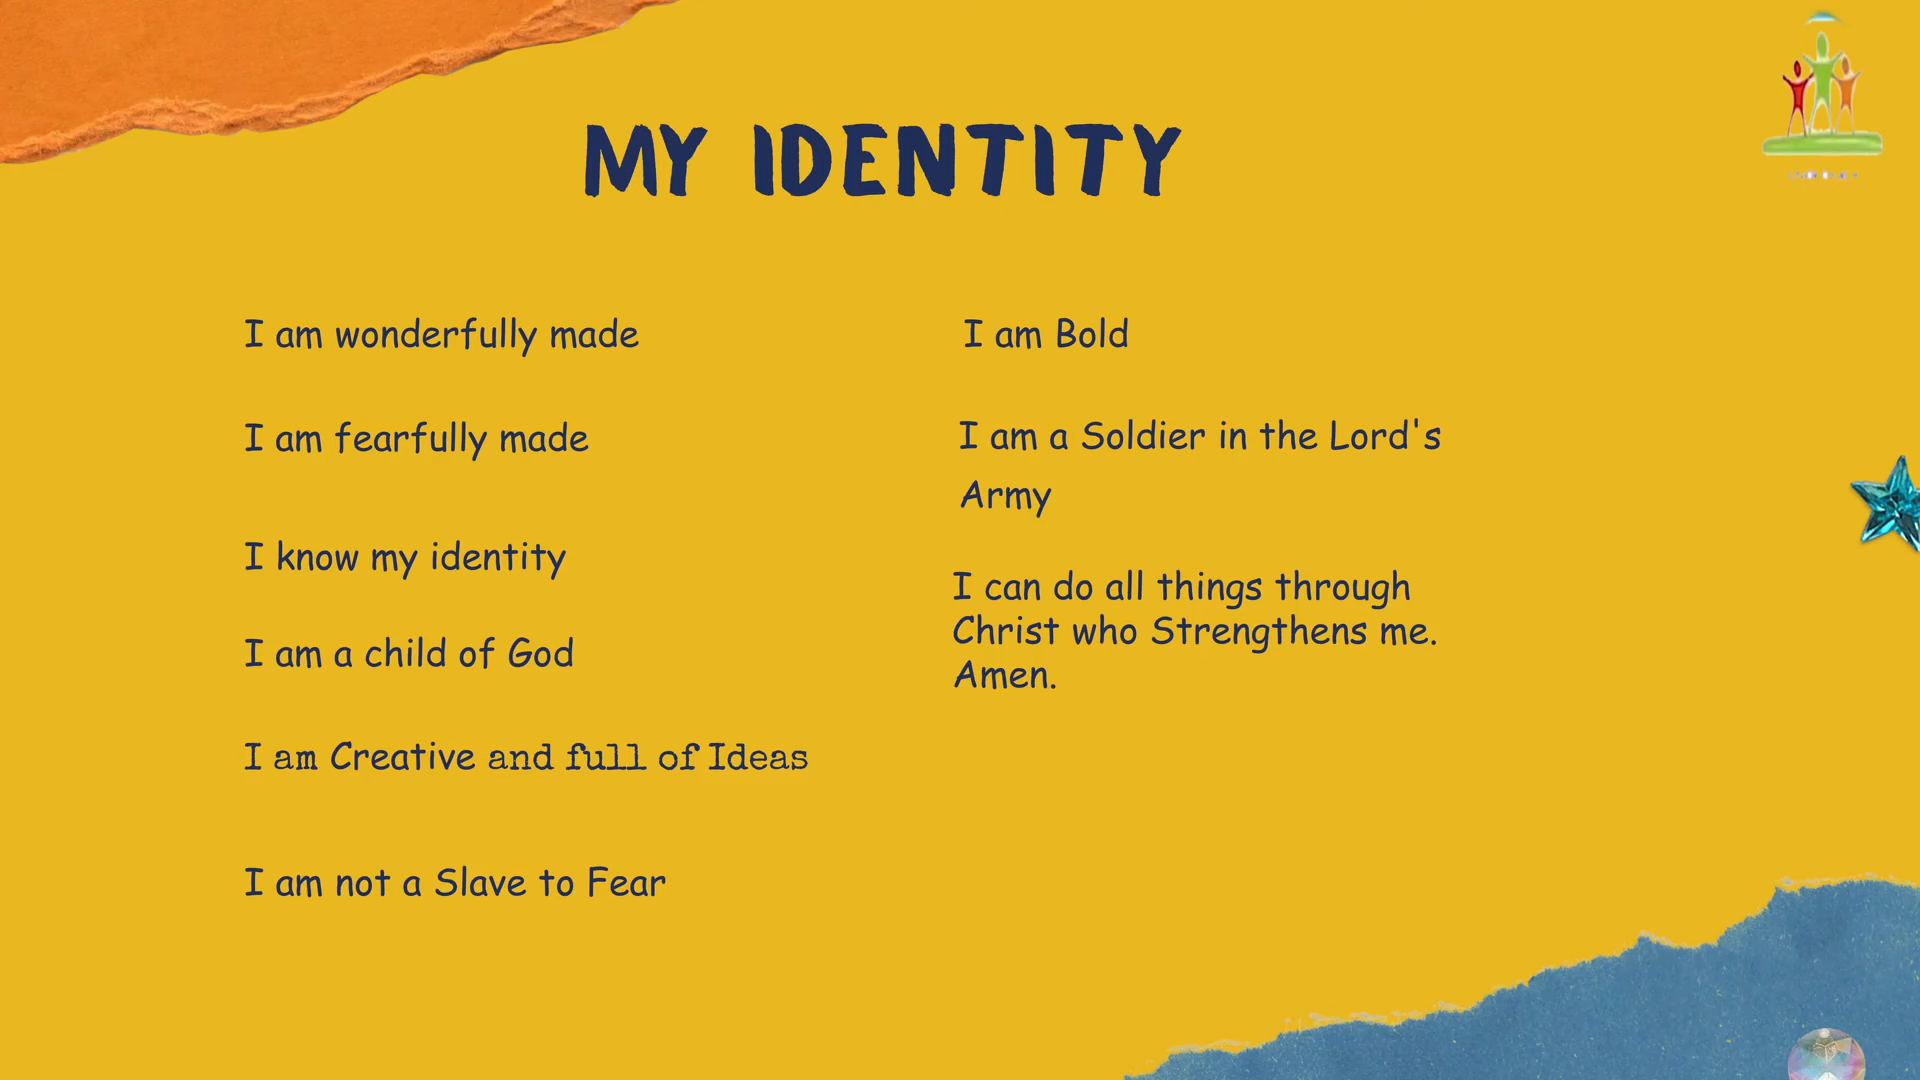 MY IDENTITY
I am wonderfully made
I am fearfully made
I know my identity
I am a child of God
I am Creative and full of Ideas
I am not a Slave to Fear
I am Bold
I am a Soldier in the Lord's
Army
I can do all things through
Christ who Strengthens me.
Amen.